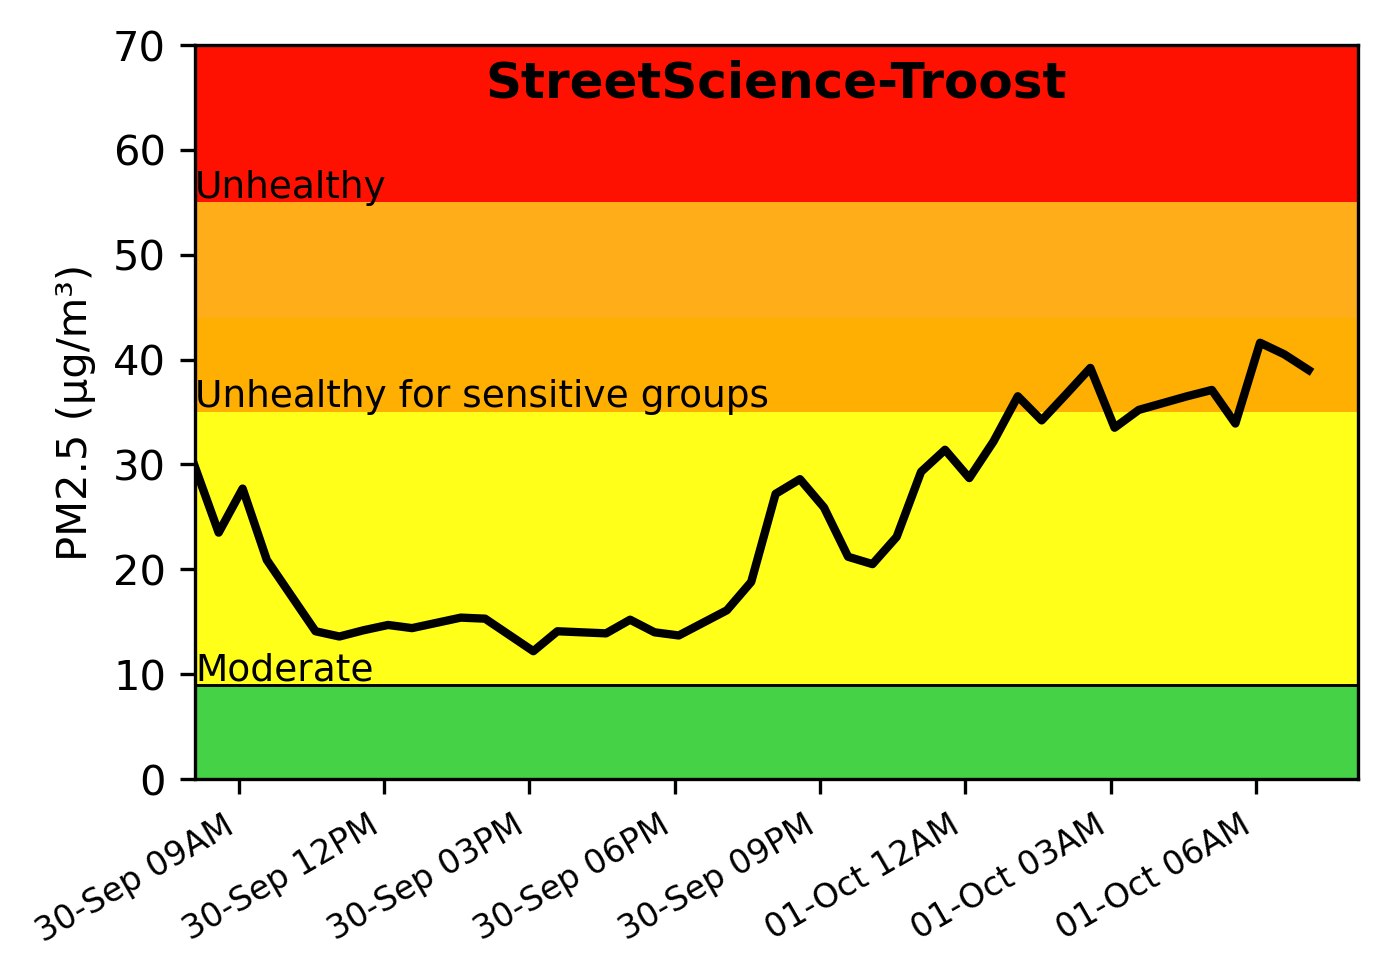 StreetScience-Troost
70
60
50
40
30
20
10
0
PM2.5 (μg/m³)
Unhealthy
Unhealthy for sensitive groups
Moderate
30-Sep 09AM
30-Sep 12PM
30-Sep 03PM
30-Sep 06PM
30-Sep 09PM
01-Oct 12AM
01-Oct 03AM
01-Oct 06AM